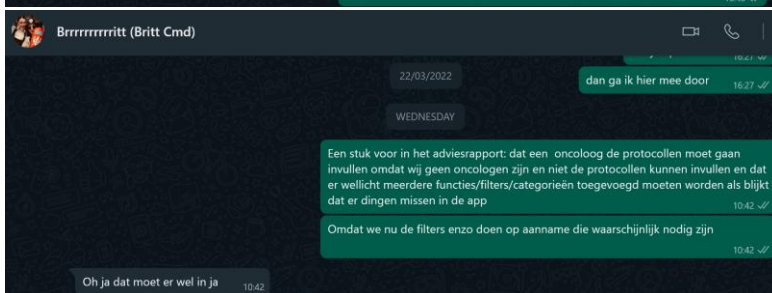 Brrrrrrrrritt (Britt Cmd)
22/03/2022
dan ga ik hier mee door 16:27
WEDNESDAY
Een stuk voor in het adviesrapport: dat een oncoloog de protocollen moet gaan
invullen omdat wij geen oncologen zijn en niet de protocollen kunnen invullen en dat
er wellicht meerdere functies/filters/categorieën toegevoegd moeten worden als blijkt
dat er dingen missen in de app 10:42
Omdat we nu de filters enzo doen op aanname die waarschijnlijk nodig zijn
10:42
Oh ja dat moet er wel in ja 10:42